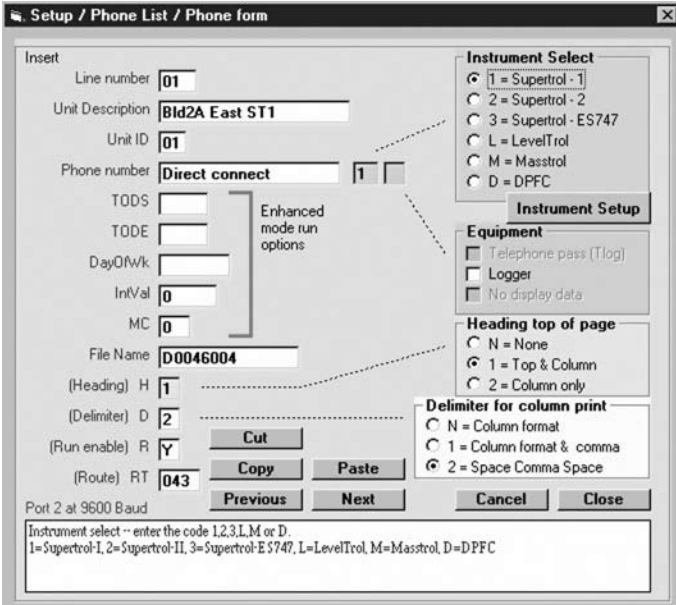 Setup / Phone List / Phone form
Insert
Line number 01
Unit Description Bld2A East ST1
Unit ID 01
Phone number Direct connect 1
TODS
TODE
DayOfWk
IntVal 0
MC 0
Enhanced
mode run
options
File Name D0046004
(Heading) H 1
(Delimiter) D 2
(Run enable) R Y
(Route) RT 043
Cut
Copy Paste
Previous Next
Port 2 at 9600 Baud
Instrument Select
1 = Supertrol - 1
2 = Supertrol - 2
3 = Supertrol - ES747
L = LevelTrol
M = Masstrol
D = DPFC
Instrument Setup
Equipment
Telephone pass (Tlog)
Logger
No display data
Heading top of page
N = None
1 = Top & Column
2 = Column only
Delimiter for column print
N = Column format
1 = Column format & comma
2 = Space Comma Space
Cancel Close
Instrument select -- enter the code 1,2,3,L,M or D.
1=Supertrol-I, 2=Supertrol-II, 3=Supertrol-ES747, L=LevelTrol, M=Masstrol, D=DPFC